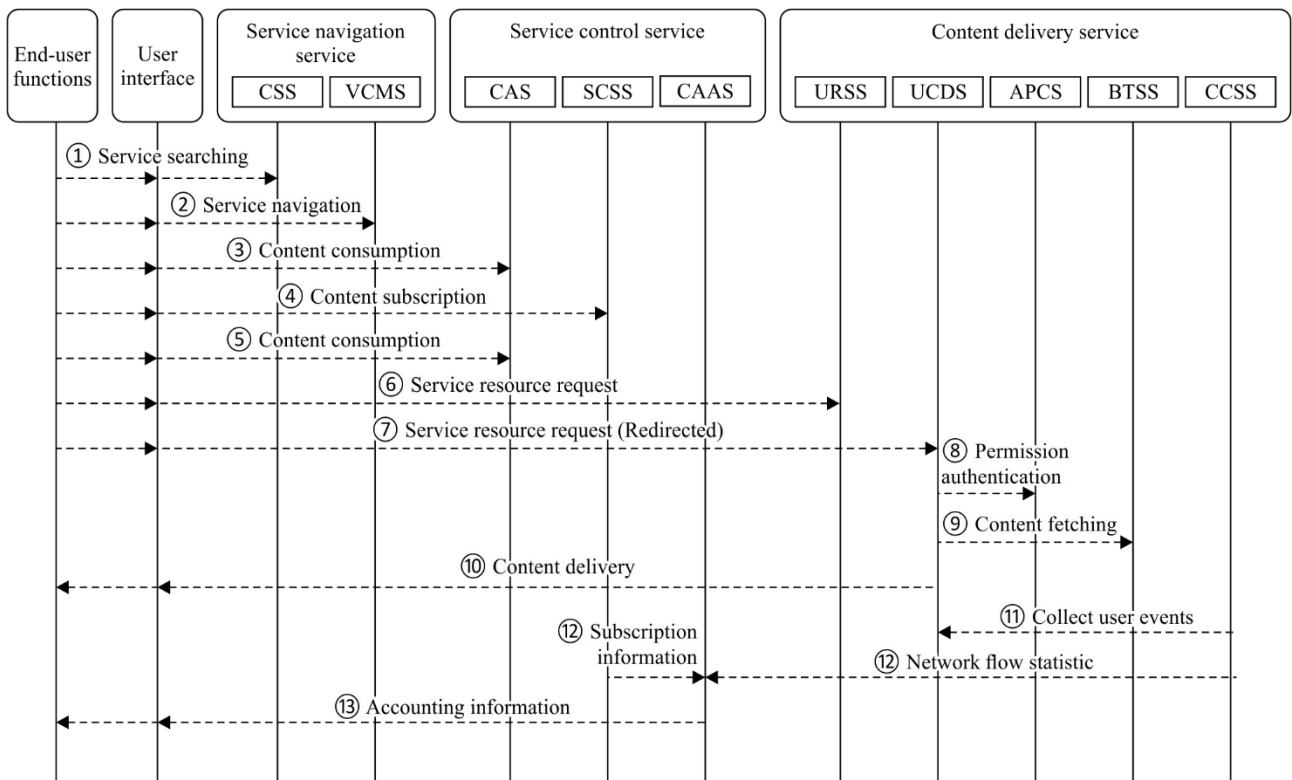 End-user
functions
User
interface
Service navigation
service
CSS
VCMS
Service control service
CAS
SCSS
CAAS
Content delivery service
URSS
UCDS
APCS
BTSS
CCSS
① Service searching
② Service navigation
③ Content consumption
④ Content subscription
⑤ Content consumption
⑥ Service resource request
⑦ Service resource request (Redirected)
⑧ Permission
authentication
⑨ Content fetching
⑩ Content delivery
⑪ Collect user events
⑫ Subscription
information
⑫ Network flow statistic
⑬ Accounting information